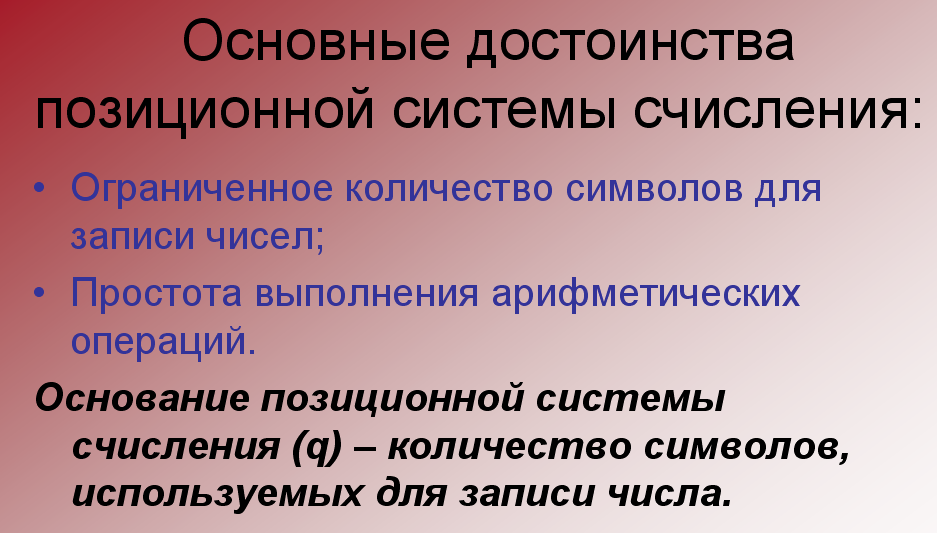 Основные достоинства
позиционной системы счисления:
• Ограниченное количество символов для
записи чисел;
• Простота выполнения арифметических
операций.
Основание позиционной системы
счисления (q) – количество символов,
используемых для записи числа.